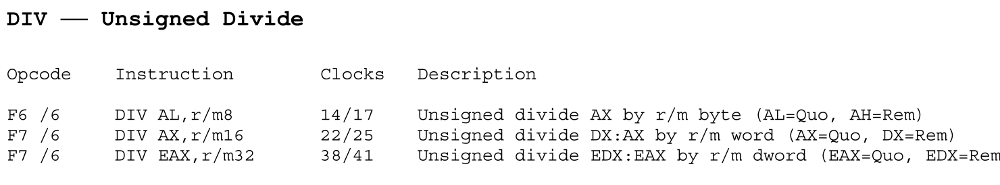 DIV — Unsigned Divide
Opcode Instruction Clocks Description
F6 /6 DIV AL,r/m8 14/17 Unsigned divide AX by r/m byte (AL=Quo, AH=Rem)
F7 /6 DIV AX,r/m16 22/25 Unsigned divide DX:AX by r/m word (AX=Quo, DX=Rem)
F7 /6 DIV EAX,r/m32 38/41 Unsigned divide EDX:EAX by r/m dword (EAX=Quo, EDX=Rem